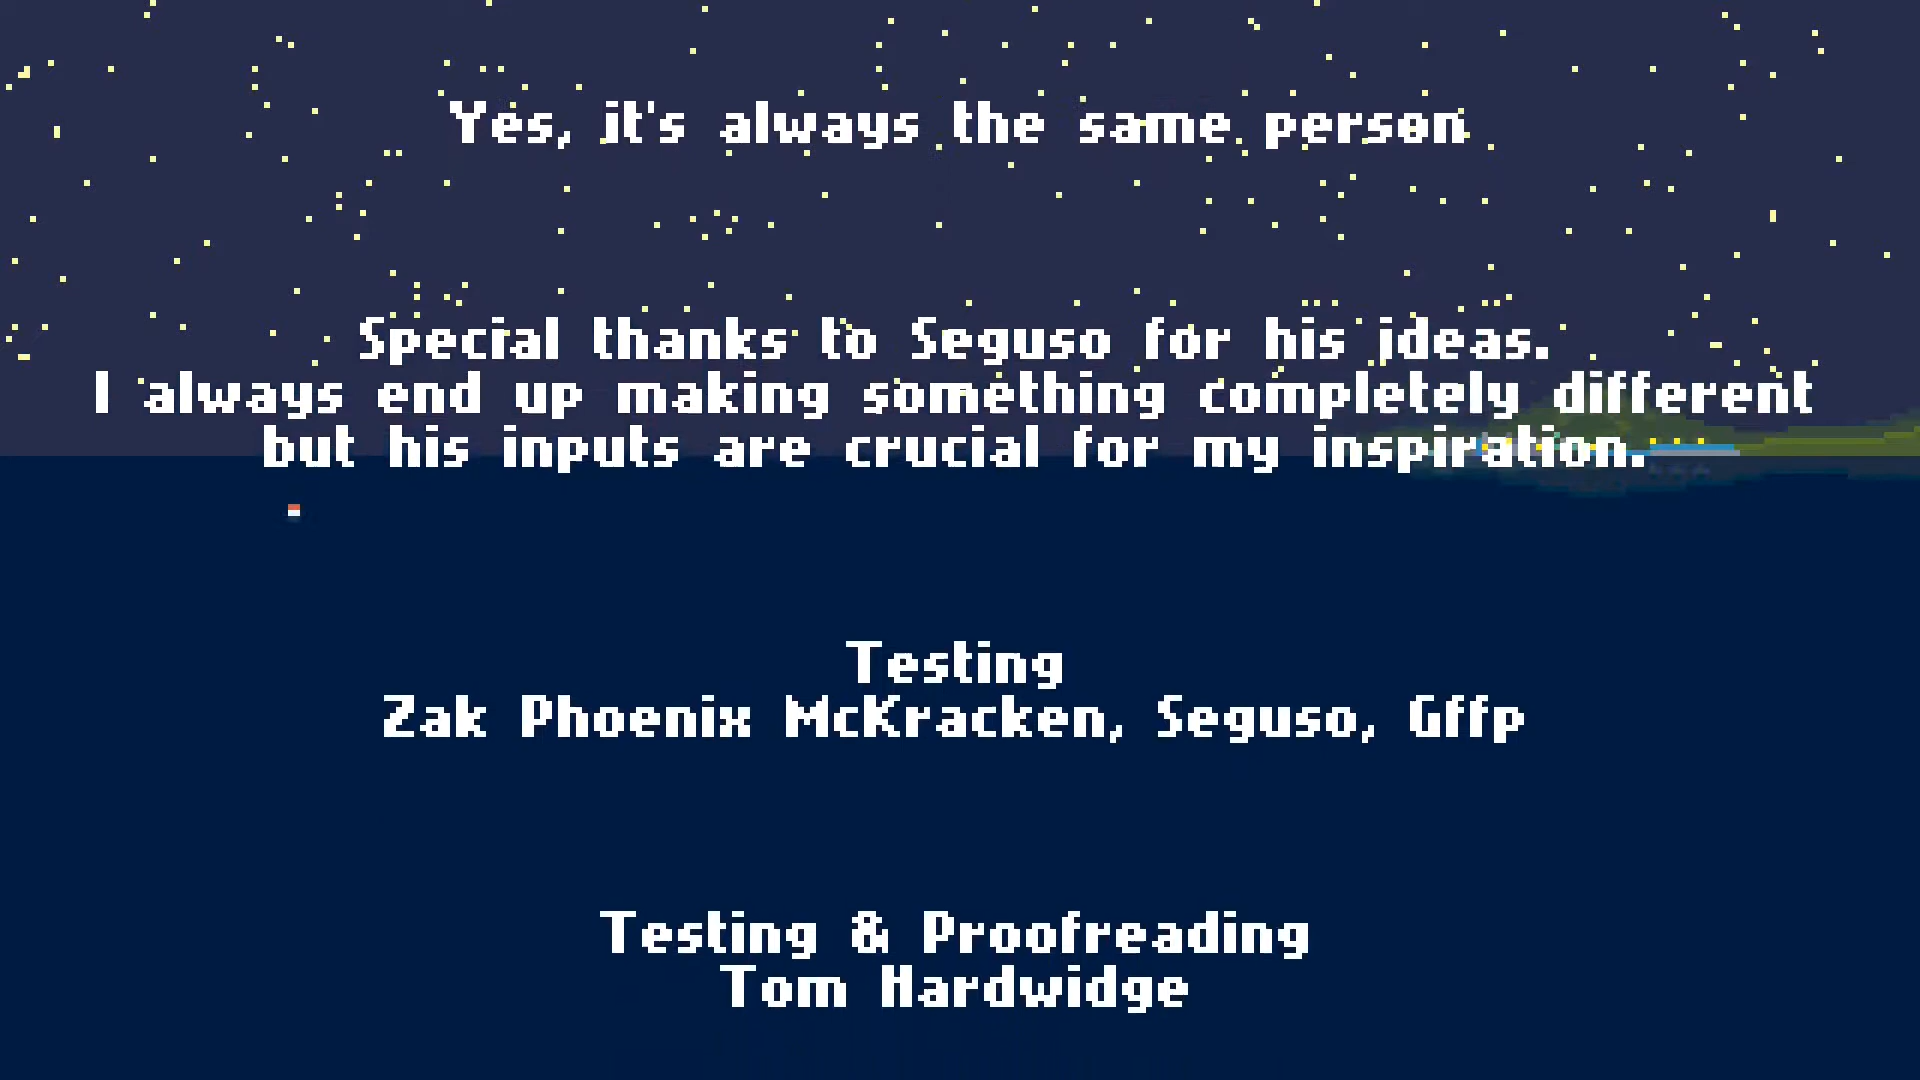 Yes, it's always the same person
Special thanks to Seguso for his ideas.
I always end up making something completely different
but his inputs are crucial for my inspiration.
Testing
Zak Phoenix McKracken, Seguso, Gffp
Testing & Proofreading
Tom Hardwidge